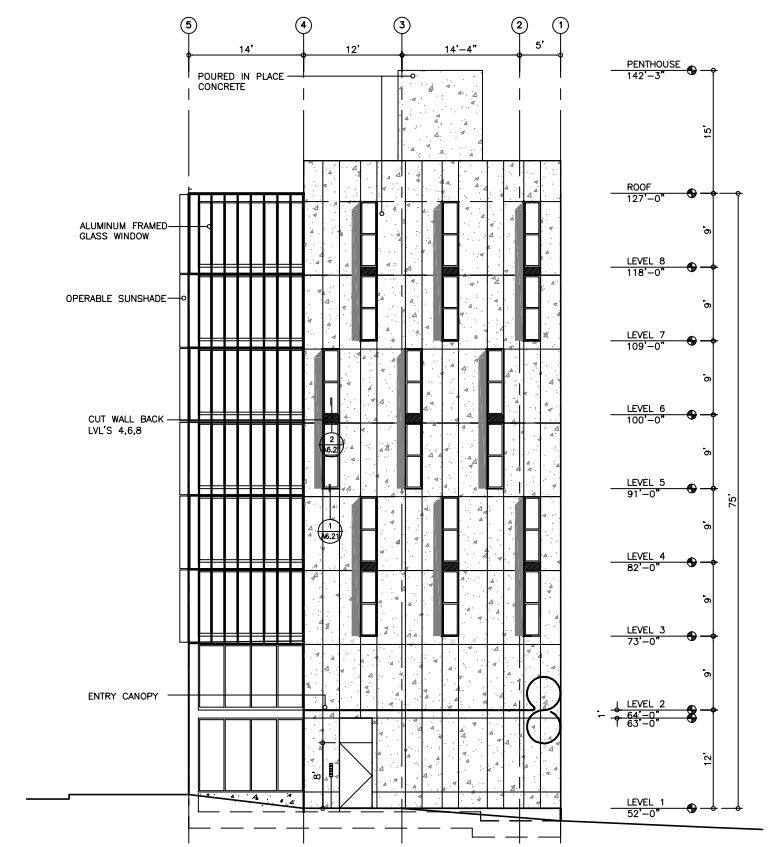 5 4 3 2 1
14' 12' 14'-4" 5'
POURED IN PLACE
CONCRETE
PENTHOUSE
142'-3"
15'
ROOF
127'-0"
ALUMINUM FRAMED
GLASS WINDOW
9'
LEVEL 8
118'-0"
OPERABLE SUNSHADE
9'
LEVEL 7
109'-0"
9'
CUT WALL BACK
LVL'S 4,6,8
LEVEL 6
100'-0"
2
A6.21
9'
LEVEL 5
91'-0"
75'
1
A6.21
9'
LEVEL 4
82'-0"
9'
LEVEL 3
73'-0"
9'
ENTRY CANOPY
LEVEL 2
64'-0"
63'-0"
1'
12'
8'
LEVEL 1
52'-0"